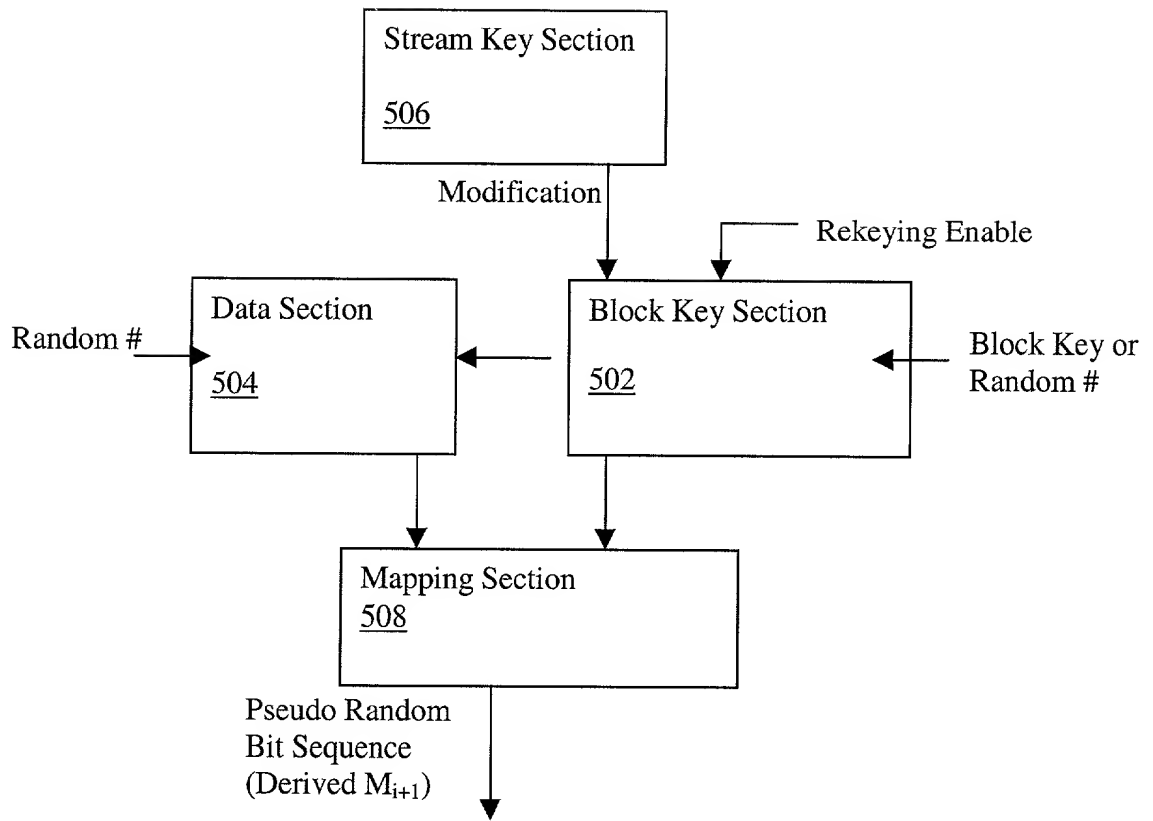 Stream Key Section
506
Modification
Rekeying Enable
Data Section
504
Block Key Section
502
Random #
Block Key or
Random #
Mapping Section
508
Pseudo Random
Bit Sequence
(Derived Mi+1)